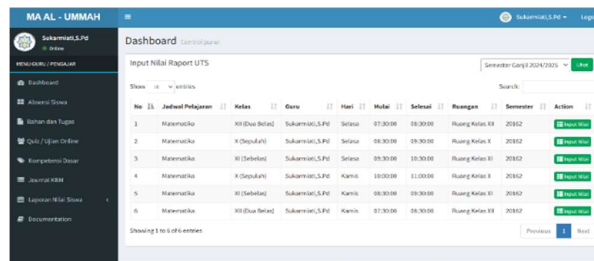 MA AL - UMMAH
Sukarmiati,S.Pd
Logo
Sukarmiati,S.Pd
Online
MENU GURU / PENGAJAR
Dashboard
Absensi Siswa
Bahan dan Tugas
Quiz / Ujian Online
Kompetensi Dasar
Journal KBM
Laporan Nilai Siswa
Documentation
Dashboard Control panel
Input Nilai Raport UTS
Semester Ganjil 2024/2025 Lihat
Show 10 entries
Search:
No Jadwal Pelajaran Kelas Guru Hari Mulai Selesai Ruangan Semester Action
1 Matematika XII (Dua Belas) Sukarmiati,S.Pd Selasa 07:30:00 08:30:00 Ruang Kelas XII 20162 Input Nilai
2 Matematika X (Sepuluh) Sukarmiati,S.Pd Selasa 08:30:00 09:30:00 Ruang Kelas X 20162 Input Nilai
3 Matematika XI (Sebelas) Sukarmiati,S.Pd Selasa 09:30:00 10:30:00 Ruang Kelas XI 20162 Input Nilai
4 Matematika X (Sepuluh) Sukarmiati,S.Pd Kamis 10:00:00 11:00:00 Ruang Kelas X 20162 Input Nilai
5 Matematika XI (Sebelas) Sukarmiati,S.Pd Kamis 08:30:00 09:30:00 Ruang Kelas XI 20162 Input Nilai
6 Matematika XII (Dua Belas) Sukarmiati,S.Pd Kamis 07:30:00 08:30:00 Ruang Kelas XII 20162 Input Nilai
Showing 1 to 6 of 6 entries
Previous 1 Next